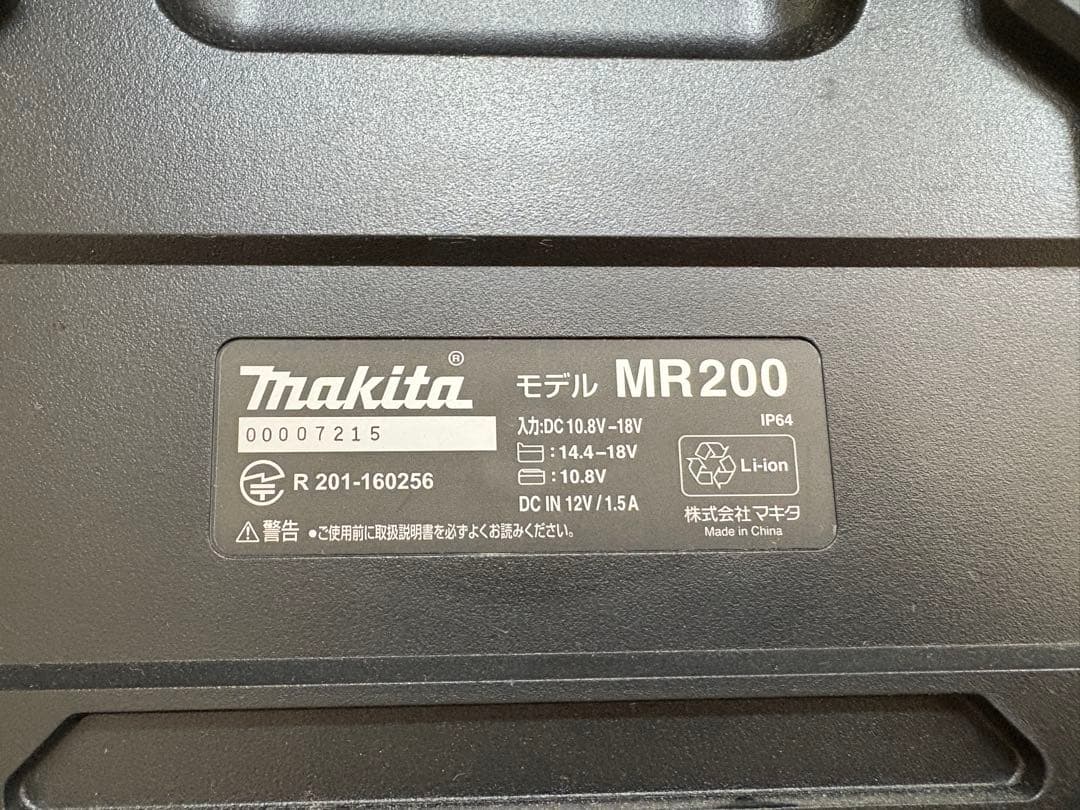 makita®
00007215
R 201-160256
⚠警告 ●ご使用前に取扱説明書を必ずよくお読みください。
モデル MR200
IP64
入力:DC 10.8V-18V
: 14.4-18V
: 10.8V
DC IN 12V / 1.5A
Li-ion
株式会社マキタ
Made in China